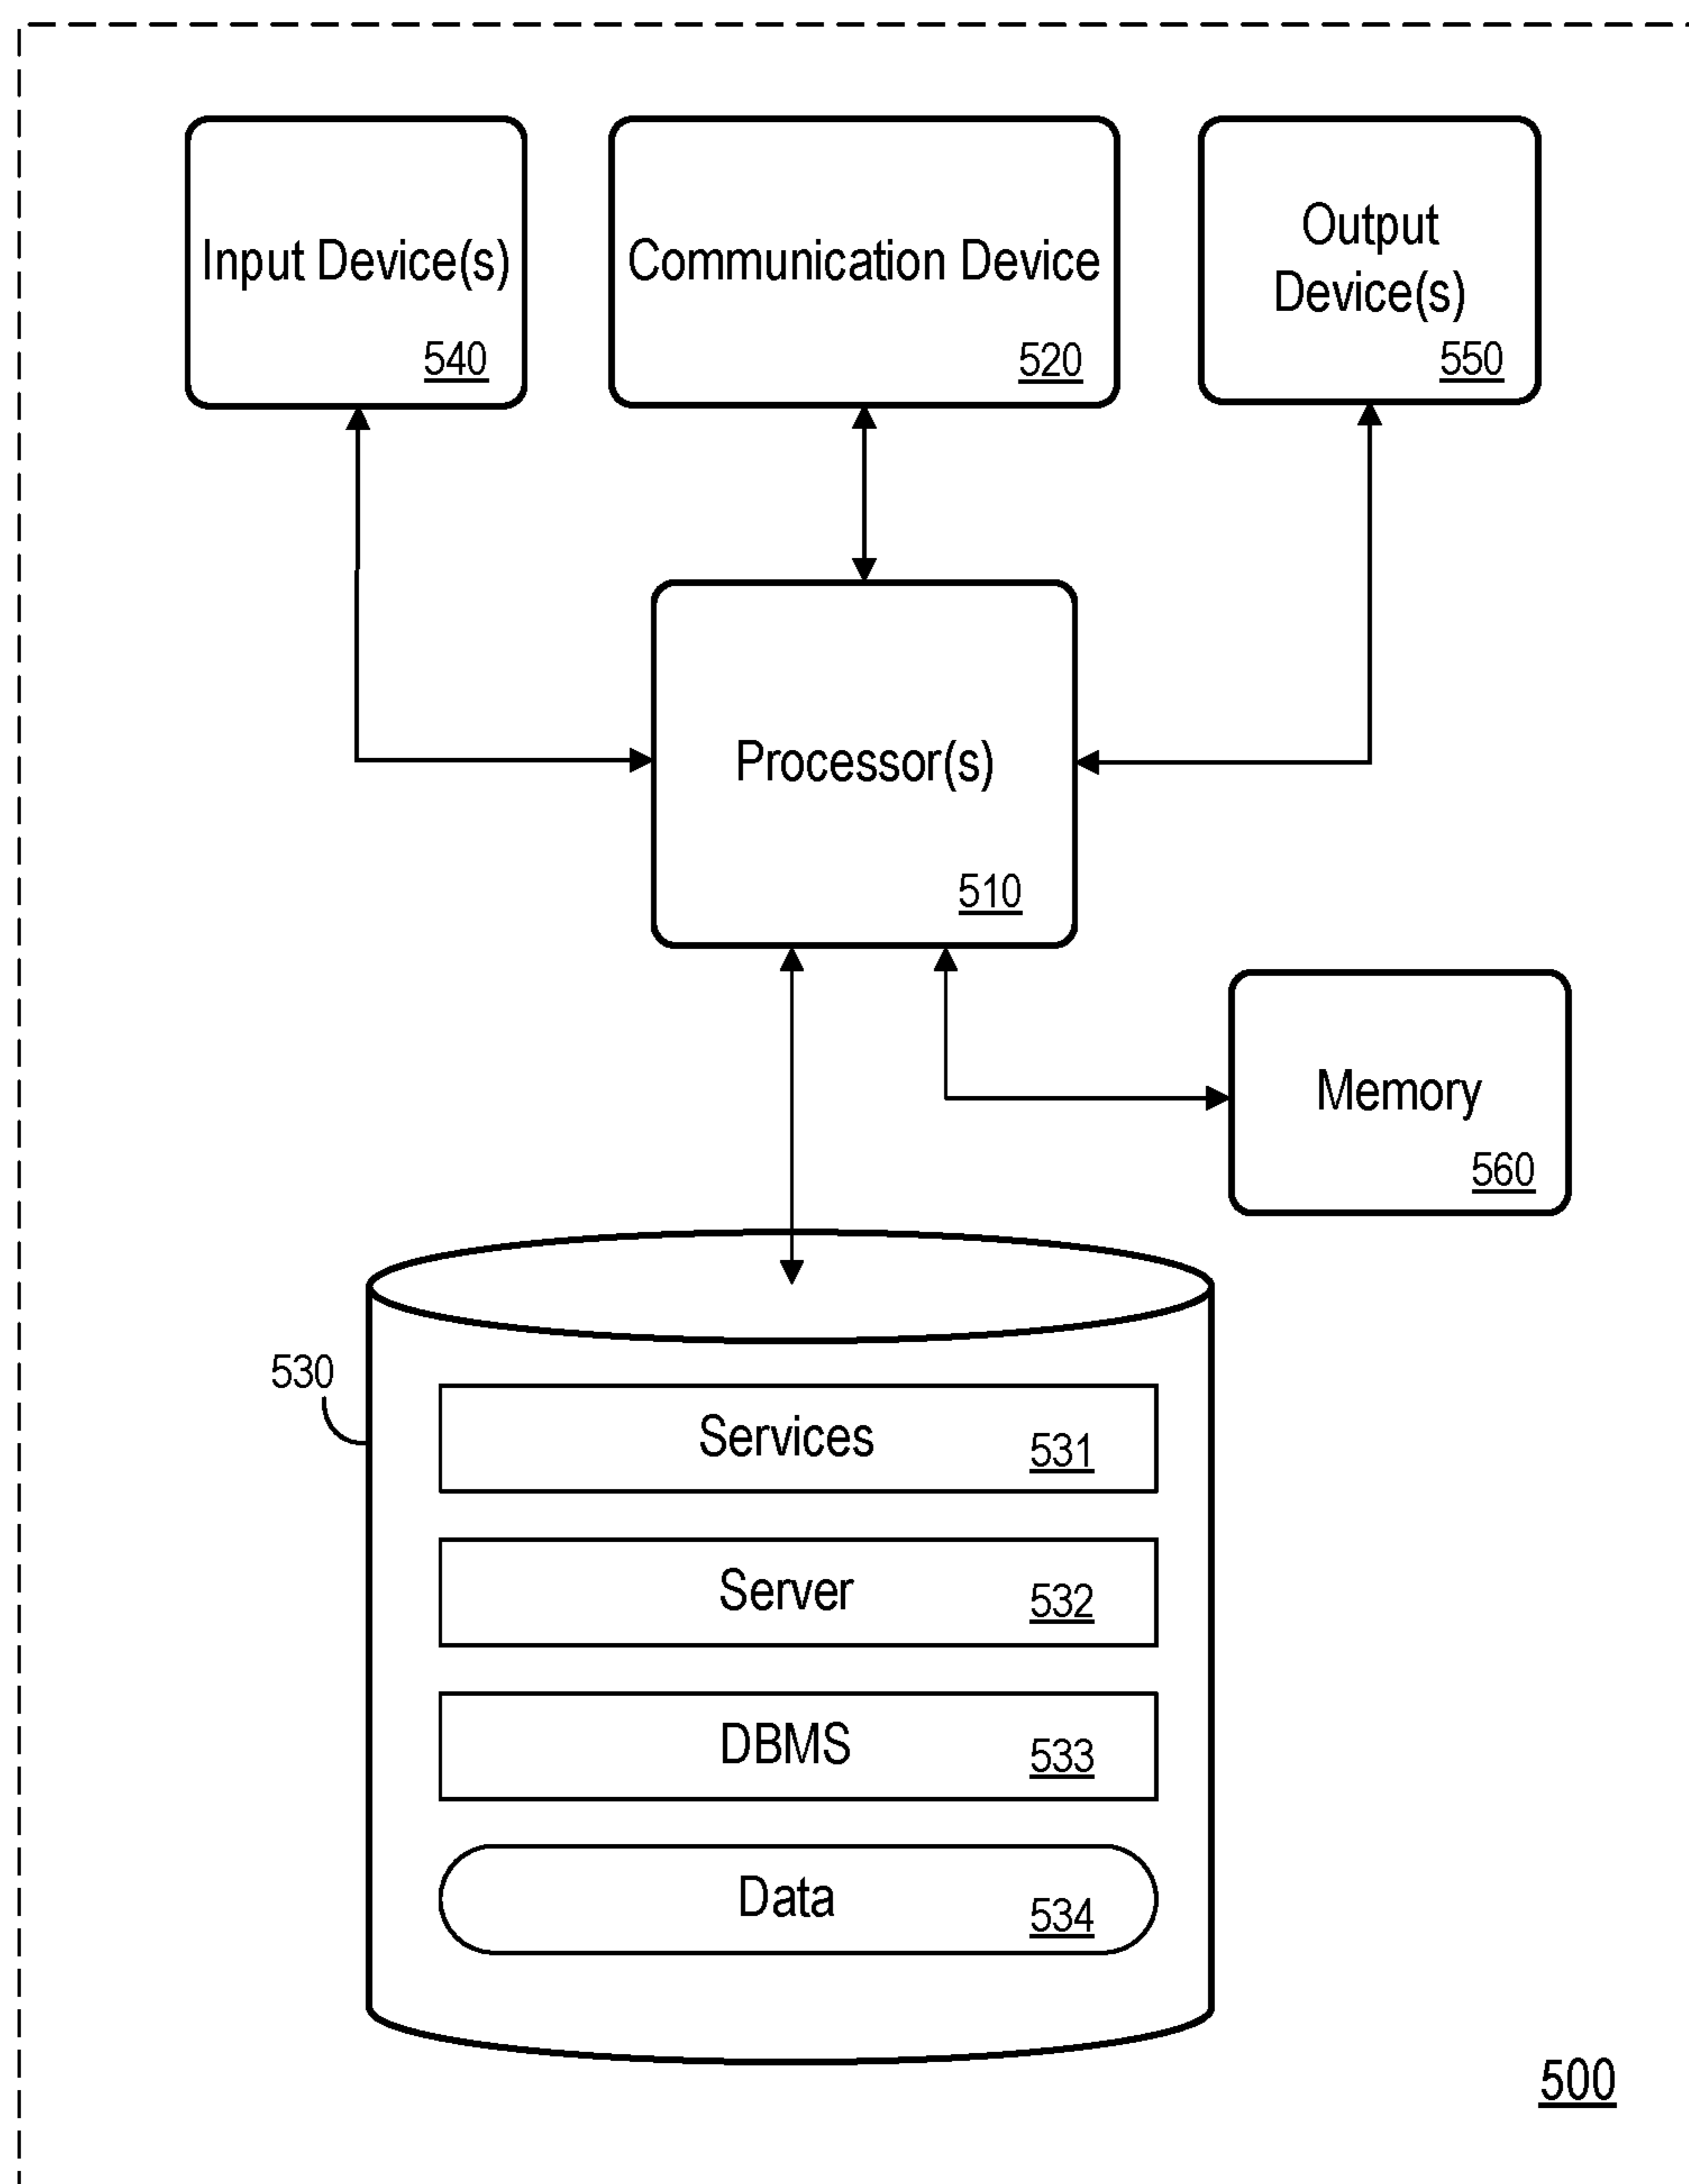 Input Device(s)
540
Communication Device
520
Output
Device(s)
550
Processor(s)
510
Memory
560
530
Services 531
Server 532
DBMS 533
Data 534
500